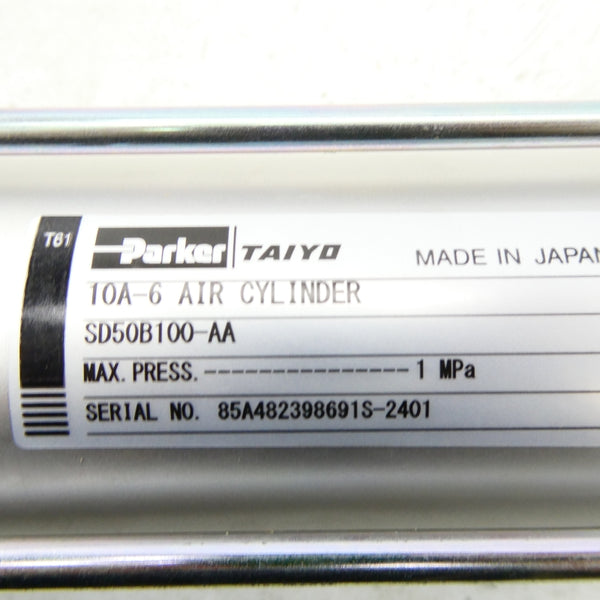 T61
Parker TAIYO
MADE IN JAPAN
10A-6 AIR CYLINDER
SD50B100-AA
MAX. PRESS. --------------- 1 MPa
SERIAL NO. 85A482398691S-2401